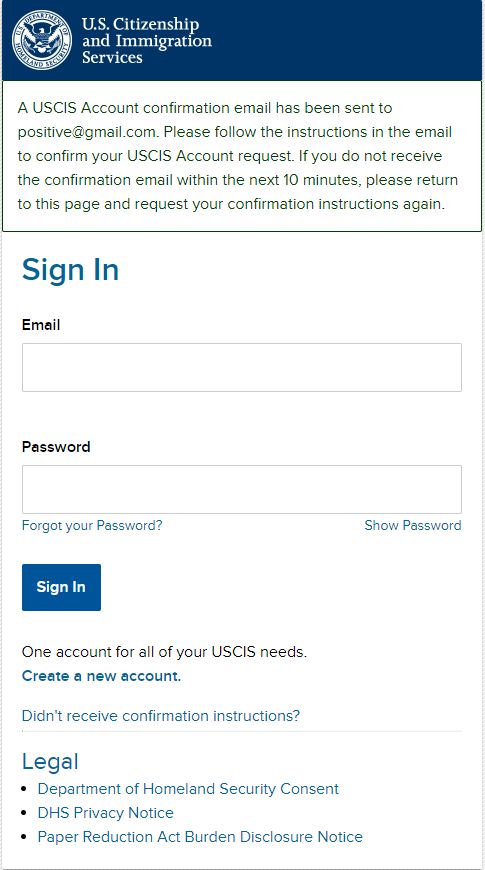 U.S. Citizenship
and Immigration
Services
U.S. DEPARTMENT OF
HOMELAND SECURITY
A USCIS Account confirmation email has been sent to
positive@gmail.com. Please follow the instructions in the email
to confirm your USCIS Account request. If you do not receive
the confirmation email within the next 10 minutes, please return
to this page and request your confirmation instructions again.
Sign In
Email
Password
Forgot your Password?
Show Password
Sign In
One account for all of your USCIS needs.
Create a new account.
Didn't receive confirmation instructions?
Legal
Department of Homeland Security Consent
DHS Privacy Notice
Paper Reduction Act Burden Disclosure Notice